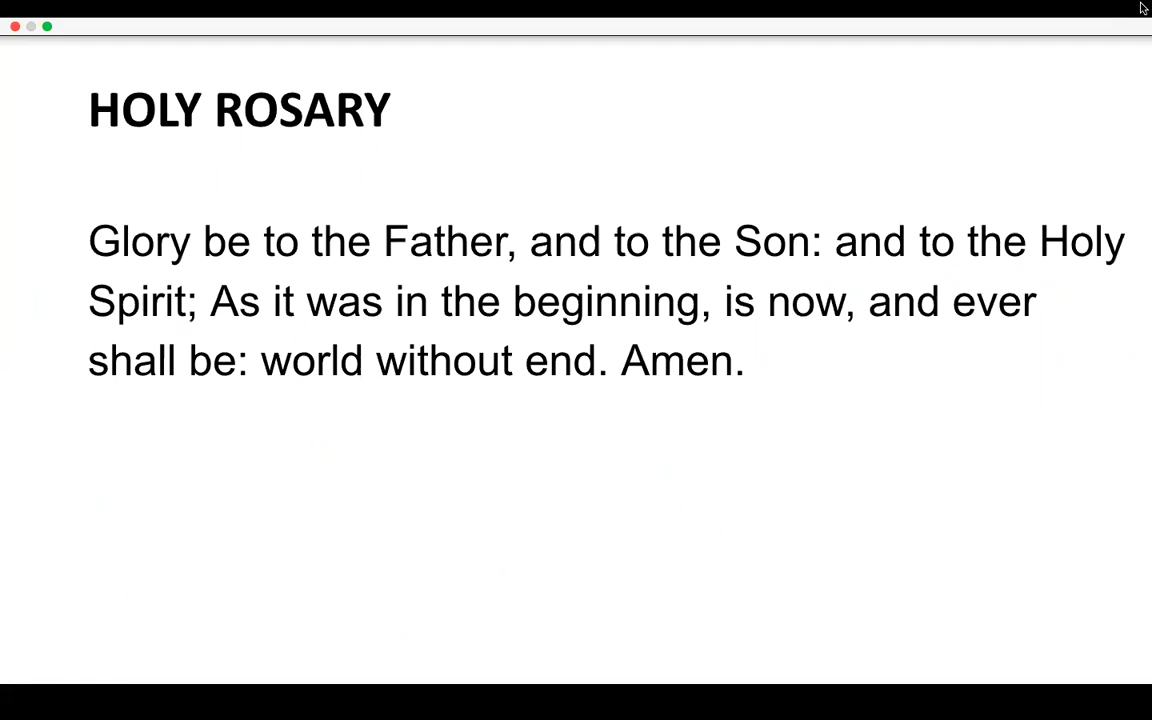 HOLY ROSARY
Glory be to the Father, and to the Son: and to the Holy
Spirit; As it was in the beginning, is now, and ever
shall be: world without end. Amen.